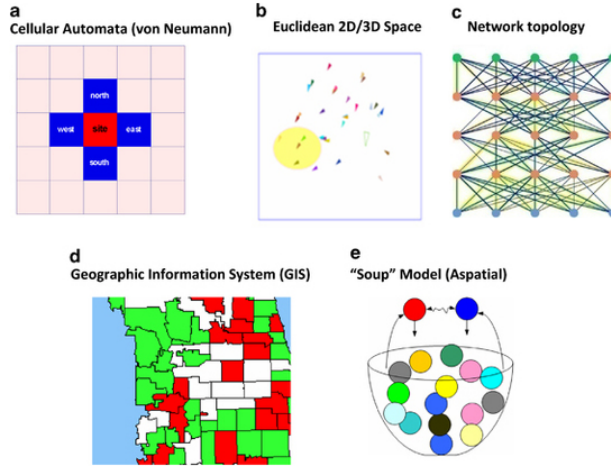 a
Cellular Automata (von Neumann)
north
west site east
south
b
Euclidean 2D/3D Space
c
Network topology
d
Geographic Information System (GIS)
e
“Soup” Model (Aspatial)